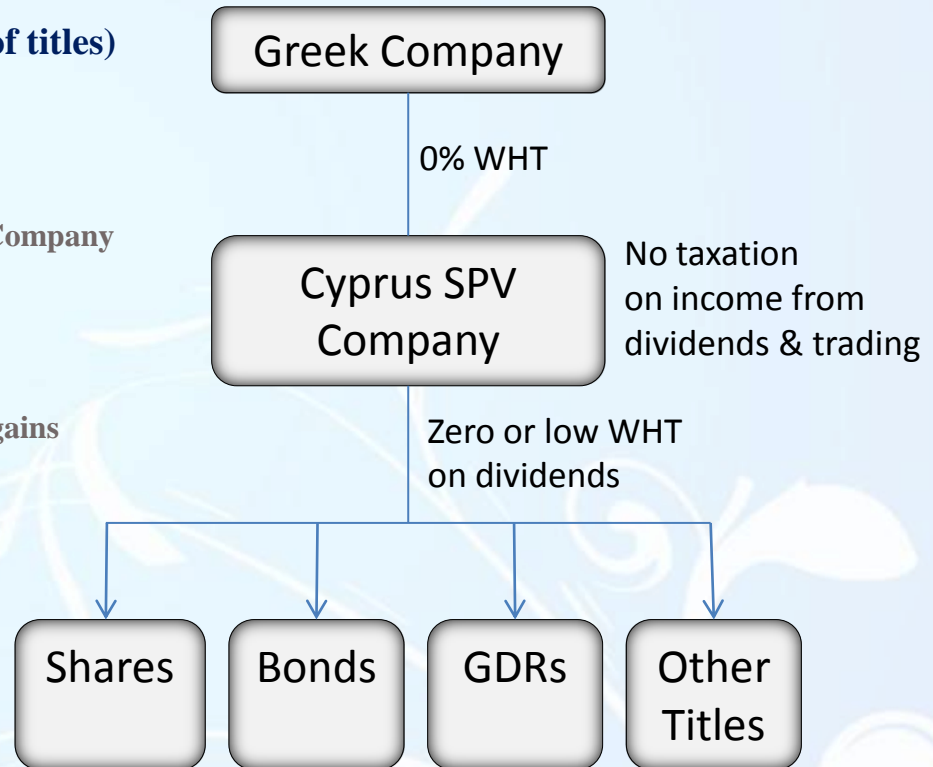 of titles)
Greek Company
0% WHT
Company
Cyprus SPV
Company
No taxation
on income from
dividends & trading
gains
Zero or low WHT
on dividends
Shares
Bonds
GDRs
Other
Titles